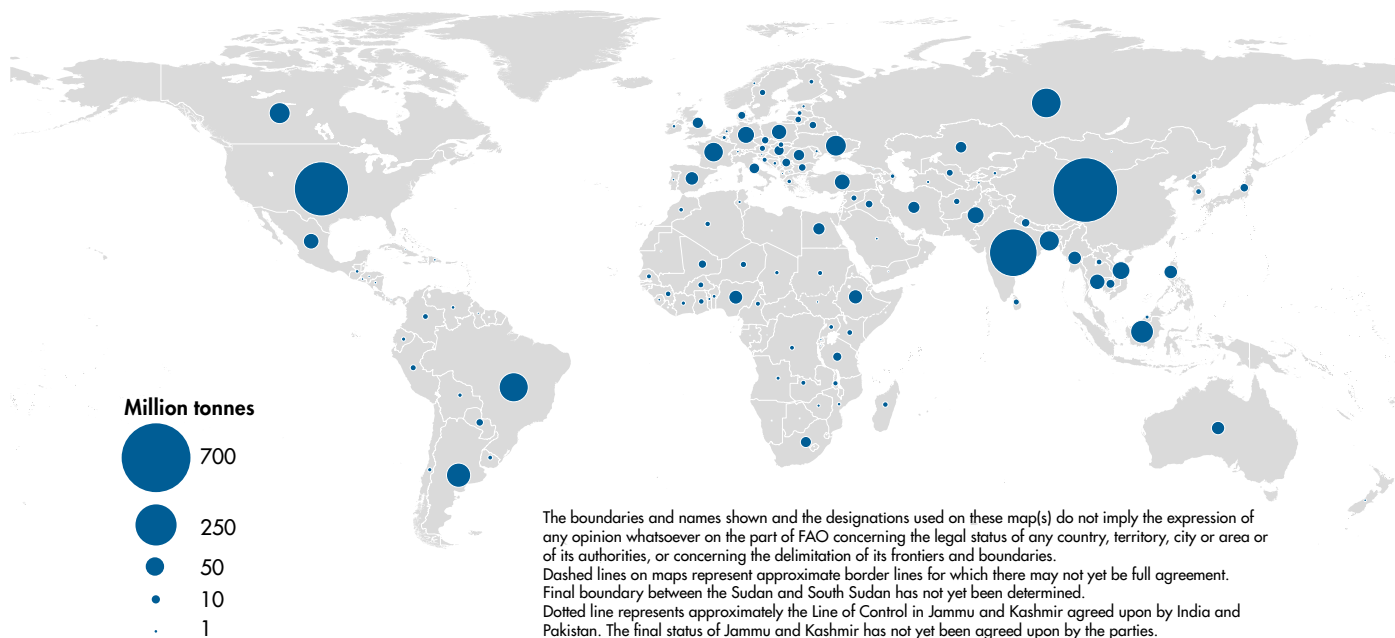 Million tonnes
700
250
50
10
1
The boundaries and names shown and the designations used on these map(s) do not imply the expression of
any opinion whatsoever on the part of FAO concerning the legal status of any country, territory, city or area or
of its authorities, or concerning the delimitation of its frontiers and boundaries.
Dashed lines on maps represent approximate border lines for which there may not yet be full agreement.
Final boundary between the Sudan and South Sudan has not yet been determined.
Dotted line represents approximately the Line of Control in Jammu and Kashmir agreed upon by India and
Pakistan. The final status of Jammu and Kashmir has not yet been agreed upon by the parties.